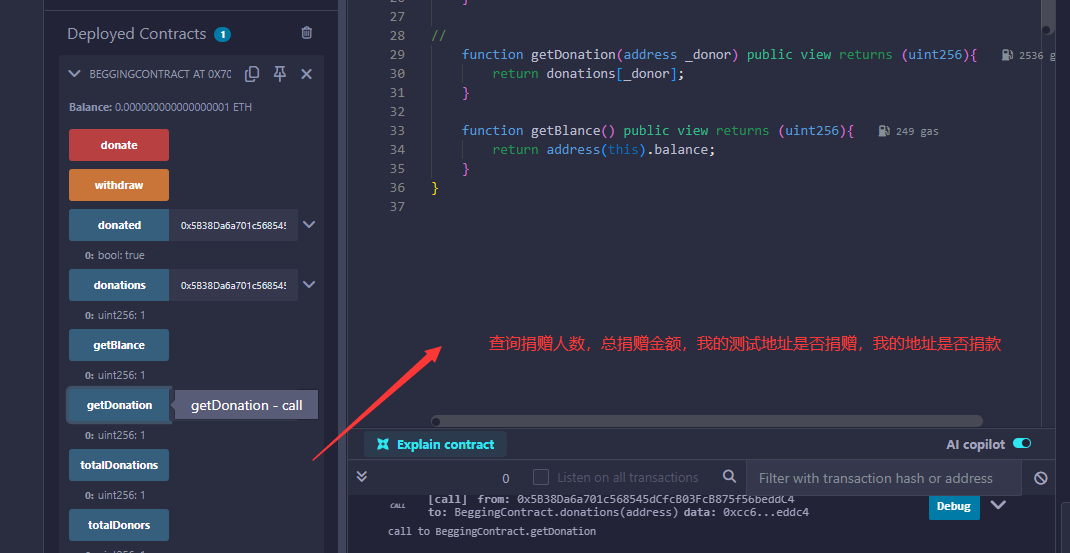 Deployed Contracts 1
BEGGINGCONTRACT AT 0X70
Balance: 0.000000000000000001 ETH
donate
withdraw
donated 0x5B38Da6a701c568545
0: bool: true
donations 0x5B38Da6a701c568545
0: uint256: 1
getBlance
0: uint256: 1
getDonation getDonation - call
0: uint256: 1
totalDonations
0: uint256: 1
totalDonors
26 }
27
28 //
29 function getDonation(address _donor) public view returns (uint256){ 2536 g
30 return donations[_donor];
31 }
32
33 function getBlance() public view returns (uint256){ 249 gas
34 return address(this).balance;
35 }
36 }
37
查询捐赠人数，总捐赠金额，我的测试地址是否捐赠，我的地址是否捐款
Explain contract AI copilot
0 Listen on all transactions Filter with transaction hash or address
CALL [call] from: 0x5B38Da6a701c568545dCfcB03FcB875f56beddC4
to: BeggingContract.donations(address) data: 0xcc6...eddc4
Debug
call to BeggingContract.getDonation